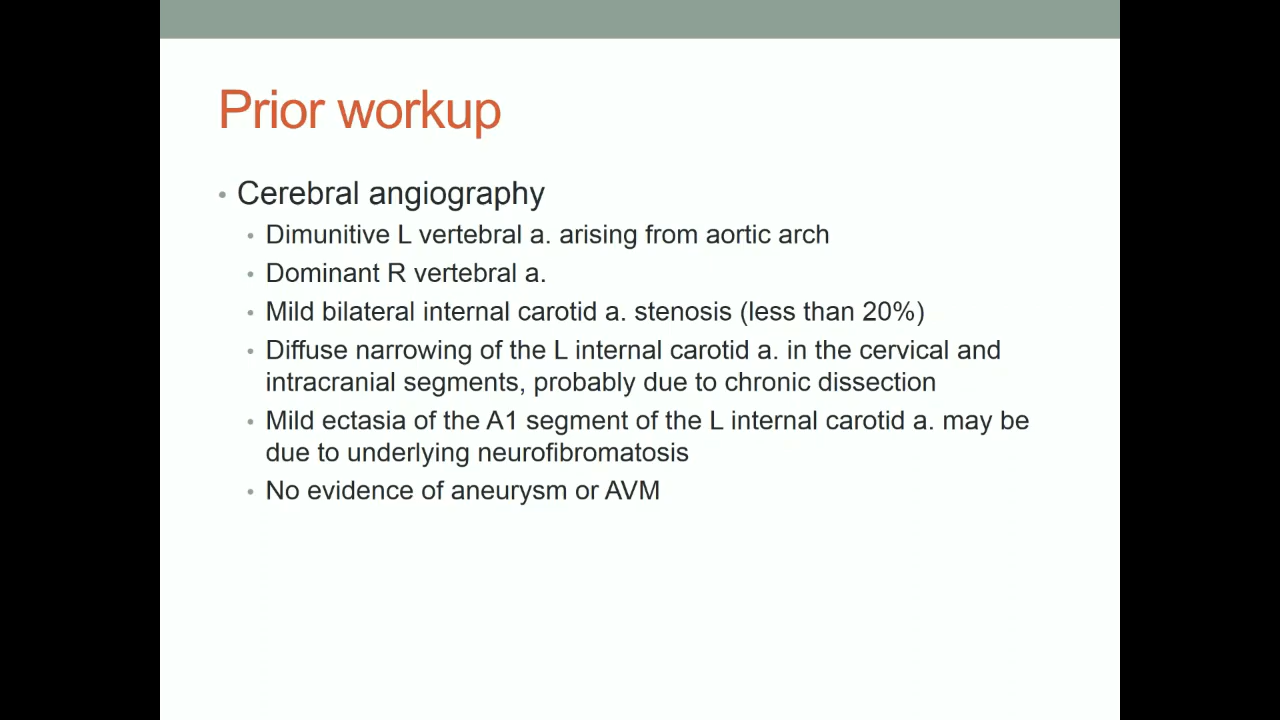 Prior workup
• Cerebral angiography
• Dimunitive L vertebral a. arising from aortic arch
• Dominant R vertebral a.
• Mild bilateral internal carotid a. stenosis (less than 20%)
• Diffuse narrowing of the L internal carotid a. in the cervical and
intracranial segments, probably due to chronic dissection
• Mild ectasia of the A1 segment of the L internal carotid a. may be
due to underlying neurofibromatosis
• No evidence of aneurysm or AVM